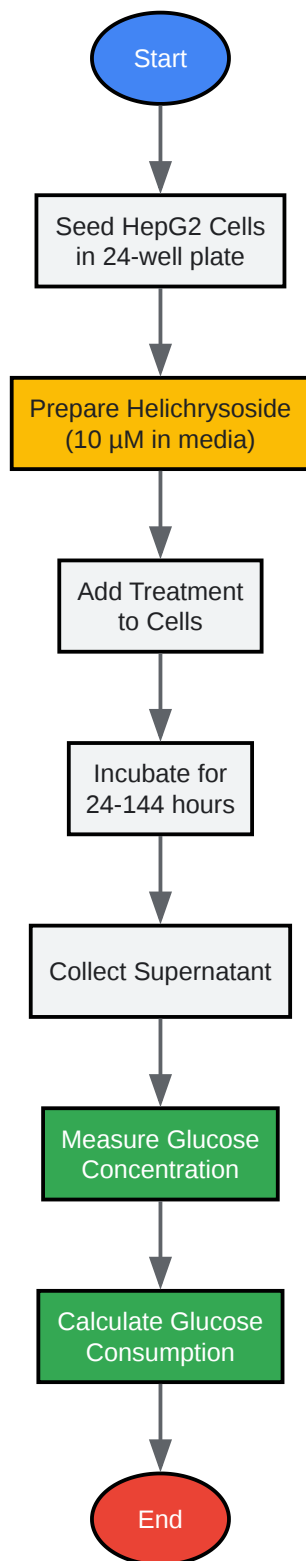 Start
Seed HepG2 Cells
in 24-well plate
Prepare Helichrysoside
(10 µM in media)
Add Treatment
to Cells
Incubate for
24-144 hours
Collect Supernatant
Measure Glucose
Concentration
Calculate Glucose
Consumption
End